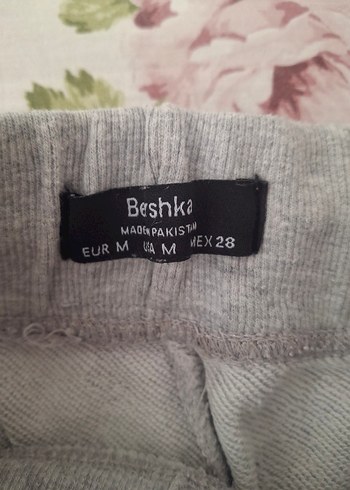 Bershka
MADE IN PAKISTAN
EUR M USA M MEX 28